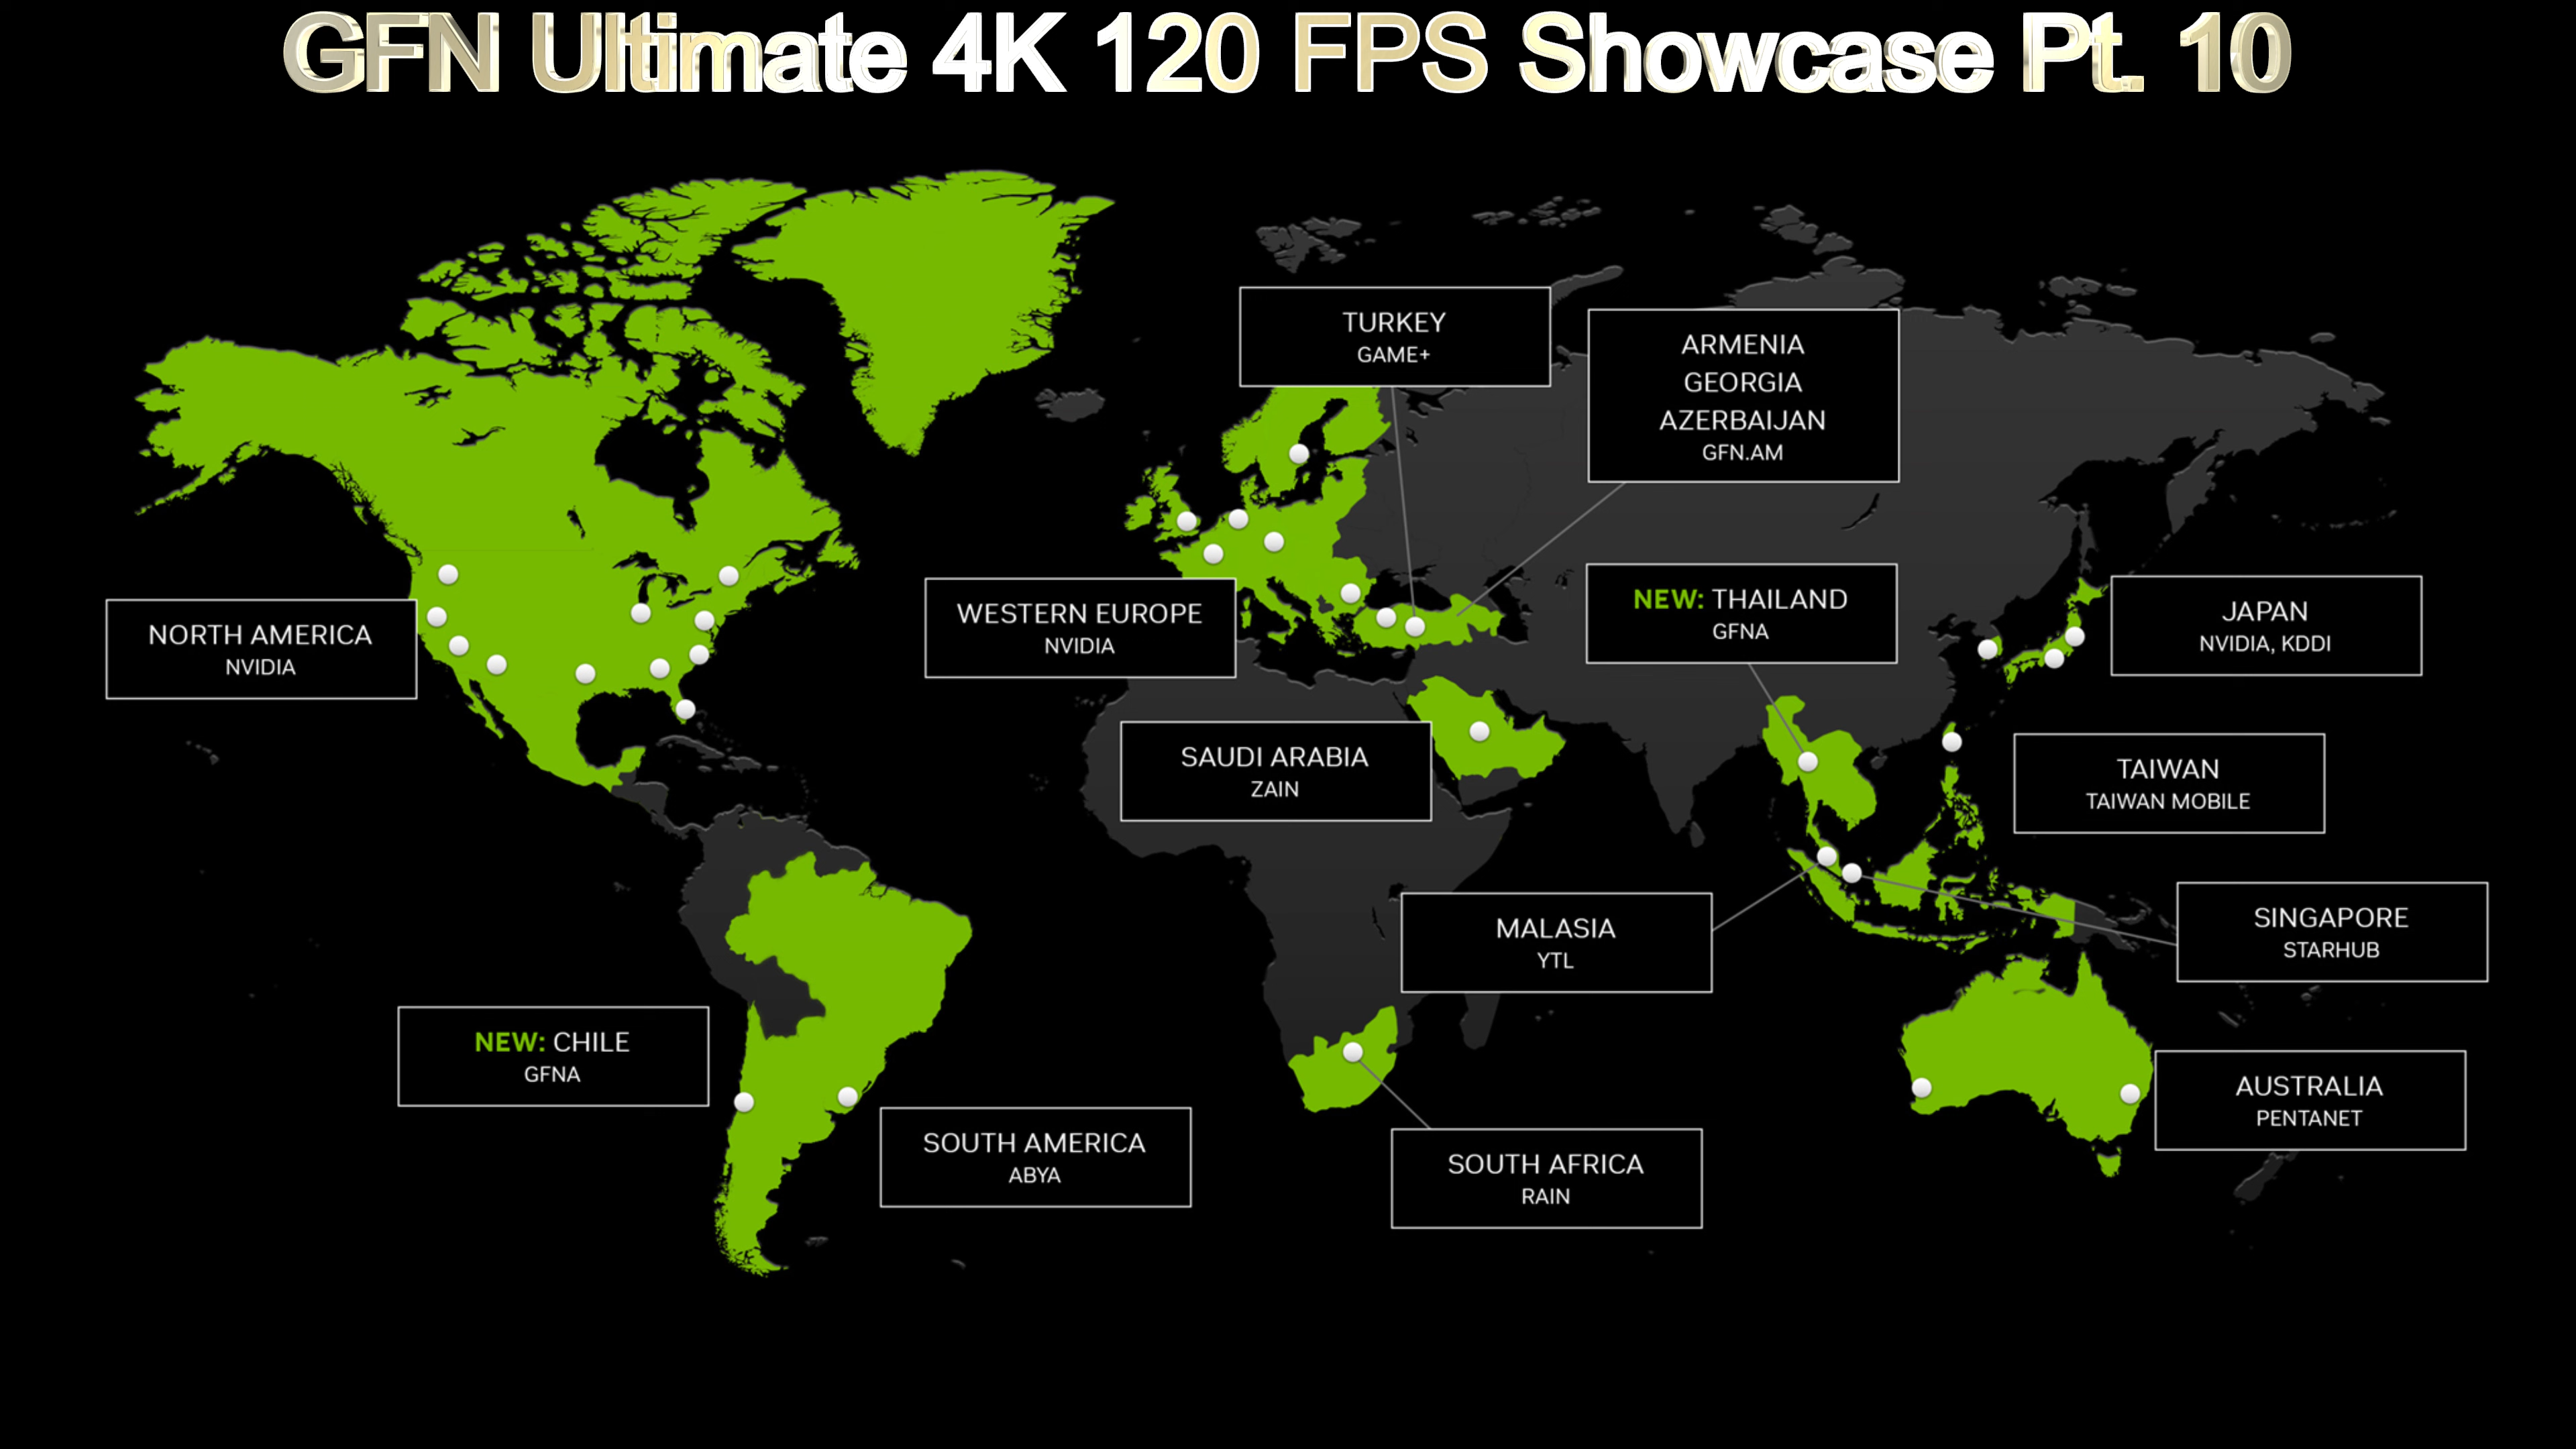 GFN Ultimate 4K 120 FPS Showcase Pt. 10
TURKEY
GAME+
ARMENIA
GEORGIA
AZERBAIJAN
GFN.AM
NORTH AMERICA
NVIDIA
WESTERN EUROPE
NVIDIA
NEW: THAILAND
GFNA
JAPAN
NVIDIA, KDDI
SAUDI ARABIA
ZAIN
TAIWAN
TAIWAN MOBILE
MALASIA
YTL
SINGAPORE
STARHUB
NEW: CHILE
GFNA
AUSTRALIA
PENTANET
SOUTH AMERICA
ABYA
SOUTH AFRICA
RAIN